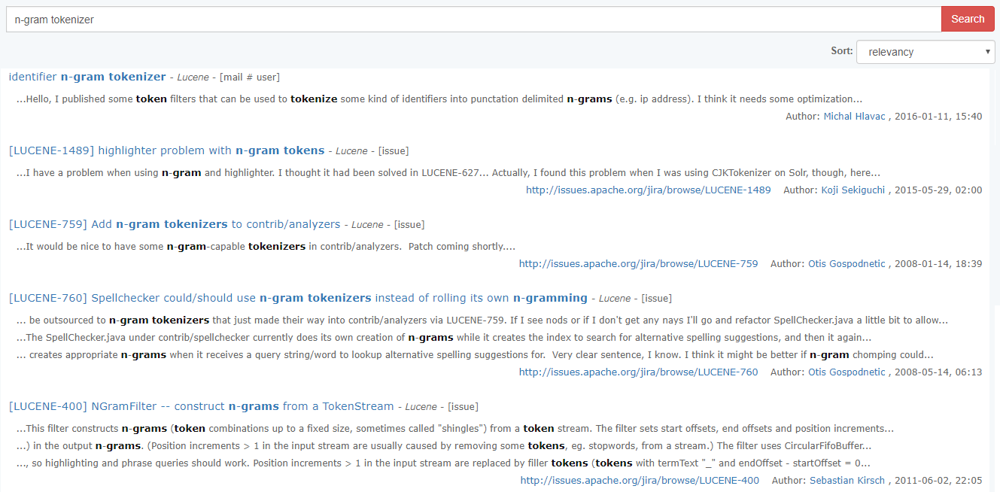 n-gram tokenizer
Search
Sort: relevancy
identifier n-gram tokenizer - Lucene - [mail # user]
...Hello, I published some token filters that can be used to tokenize some kind of identifiers into punctation delimited n-grams (e.g. ip address). I think it needs some optimization...
Author: Michal Hlavac , 2016-01-11, 15:40
[LUCENE-1489] highlighter problem with n-gram tokens - Lucene - [issue]
...I have a problem when using n-gram and highlighter. I thought it had been solved in LUCENE-627... Actually, I found this problem when I was using CJKTokenizer on Solr, though, here...
http://issues.apache.org/jira/browse/LUCENE-1489 Author: Koji Sekiguchi , 2015-05-29, 02:00
[LUCENE-759] Add n-gram tokenizers to contrib/analyzers - Lucene - [issue]
...It would be nice to have some n-gram-capable tokenizers in contrib/analyzers. Patch coming shortly....
http://issues.apache.org/jira/browse/LUCENE-759 Author: Otis Gospodnetic , 2008-01-14, 18:39
[LUCENE-760] Spellchecker could/should use n-gram tokenizers instead of rolling its own n-gramming - Lucene - [issue]
... be outsourced to n-gram tokenizers that just made their way into contrib/analyzers via LUCENE-759. If I see nods or if I don't get any nays I'll go and refactor SpellChecker.java a little bit to allow...
...The SpellChecker.java under contrib/spellchecker currently does its own creation of n-grams while it creates the index to search for alternative spelling suggestions, and then it again...
... creates appropriate n-grams when it receives a query string/word to lookup alternative spelling suggestions for. Very clear sentence, I know. I think it might be better if n-gram chomping could...
http://issues.apache.org/jira/browse/LUCENE-760 Author: Otis Gospodnetic , 2008-05-14, 06:13
[LUCENE-400] NGramFilter -- construct n-grams from a TokenStream - Lucene - [issue]
...This filter constructs n-grams (token combinations up to a fixed size, sometimes called "shingles") from a token stream. The filter sets start offsets, end offsets and position increments...
...) in the output n-grams. (Position increments > 1 in the input stream are usually caused by removing some tokens, eg. stopwords, from a stream.) The filter uses CircularFifoBuffer...
..., so highlighting and phrase queries should work. Position increments > 1 in the input stream are replaced by filler tokens (tokens with termText "_" and endOffset - startOffset = 0...
http://issues.apache.org/jira/browse/LUCENE-400 Author: Sebastian Kirsch , 2011-06-02, 22:05